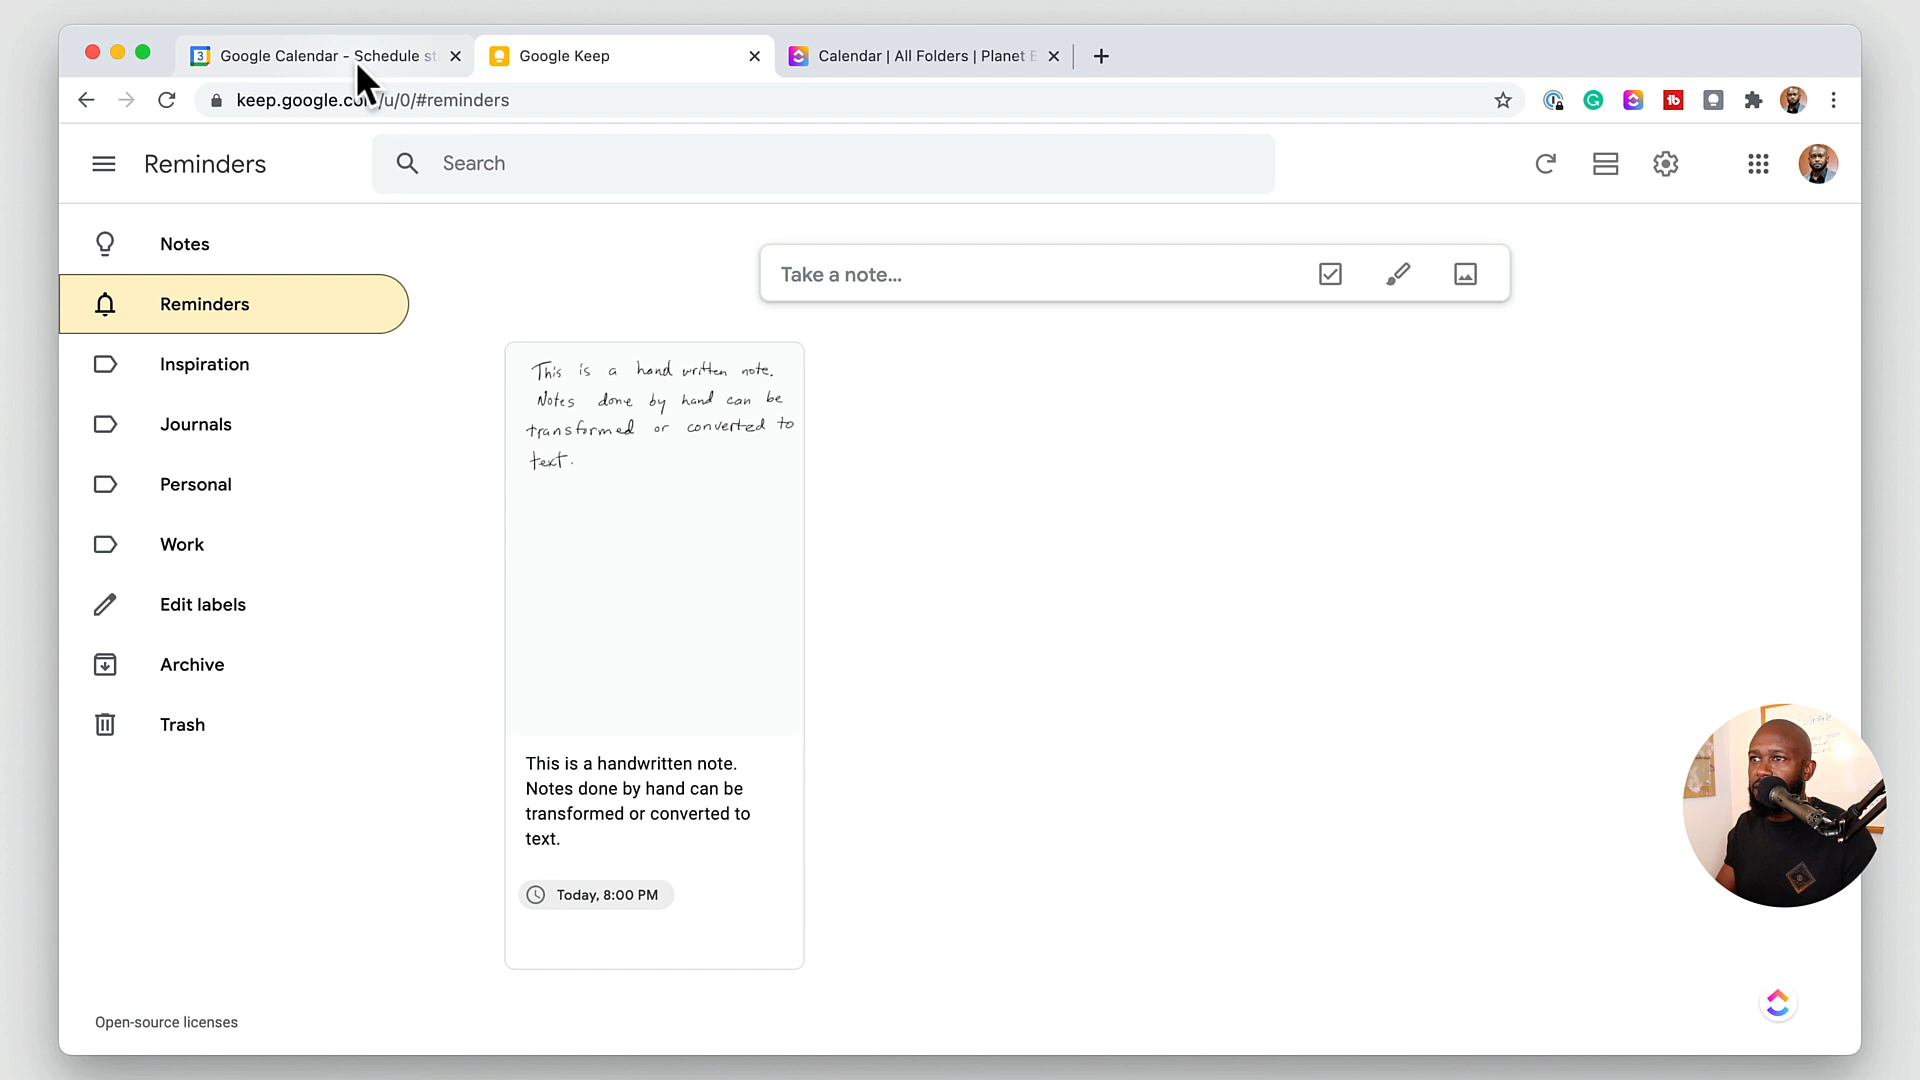 3 Google Calendar - Schedule st
Google Keep
Calendar | All Folders | Planet E
keep.google.co /u/0/#reminders
tb
Reminders
Search
Notes
Reminders
Inspiration
Journals
Personal
Work
Edit labels
Archive
Trash
Open-source licenses
Take a note...
This is a hand written note.
Notes done by hand can be
transformed or converted to
text.
This is a handwritten note.
Notes done by hand can be
transformed or converted to
text.
Today, 8:00 PM